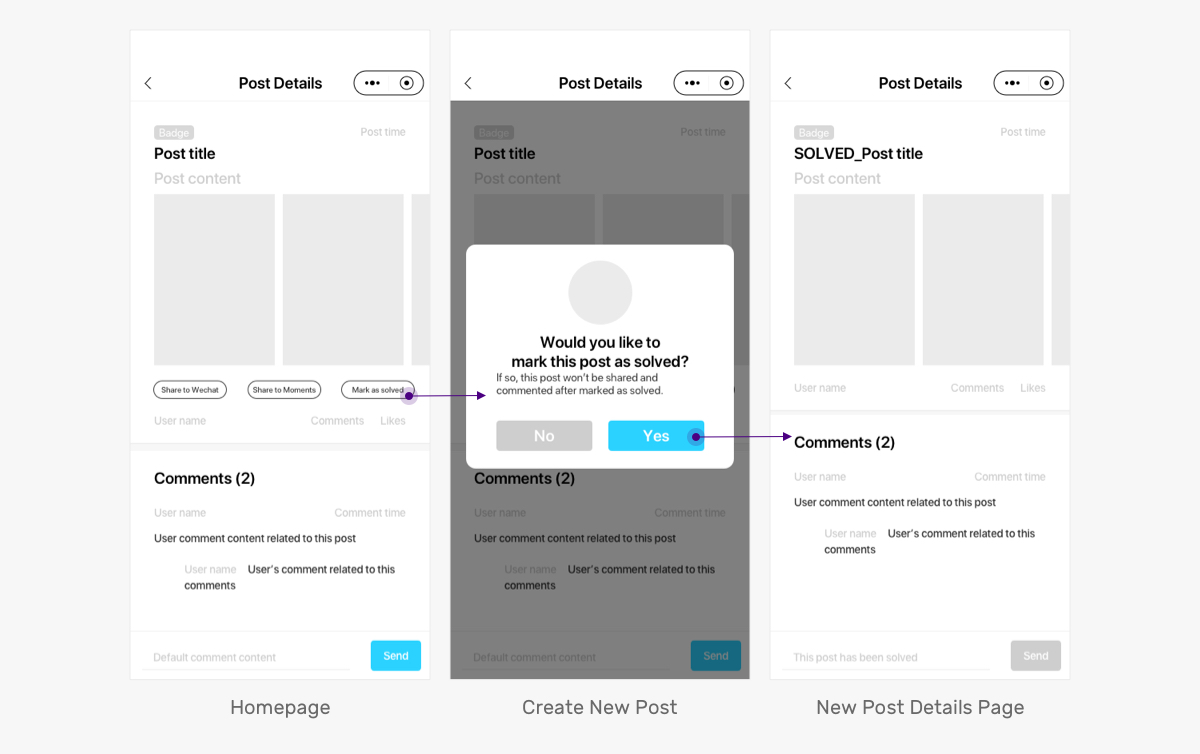 Post Details
Badge
Post time
Post title
Post content
Share to Wechat
Share to Moments
Mark as solved
User name
Comments
Likes
Comments (2)
User name
Comment time
User comment content related to this post
User name User's comment related to this
comments
Default comment content
Send
Homepage
Post Details
Badge
Post time
Post title
Post content
Would you like to
mark this post as solved?
If so, this post won't be shared and
commented after marked as solved.
No
Yes
Comments (2)
User name
Comment time
User comment content related to this post
User name User's comment related to this
comments
Default comment content
Send
Create New Post
Post Details
Badge
Post time
SOLVED_Post title
Post content
User name
Comments
Likes
Comments (2)
User name
Comment time
User comment content related to this post
User name User's comment related to this
comments
This post has been solved
Send
New Post Details Page